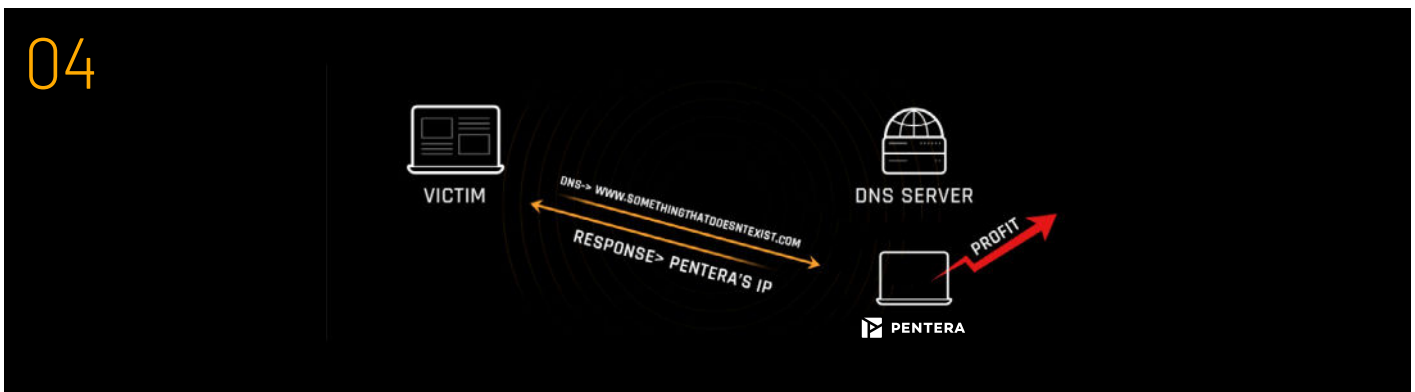 04
VICTIM
DNS-> WWW.SOMETHINGTHATDOESNTEXIST.COM
RESPONSE> PENTERA'S IP
DNS SERVER
PROFIT
PENTERA